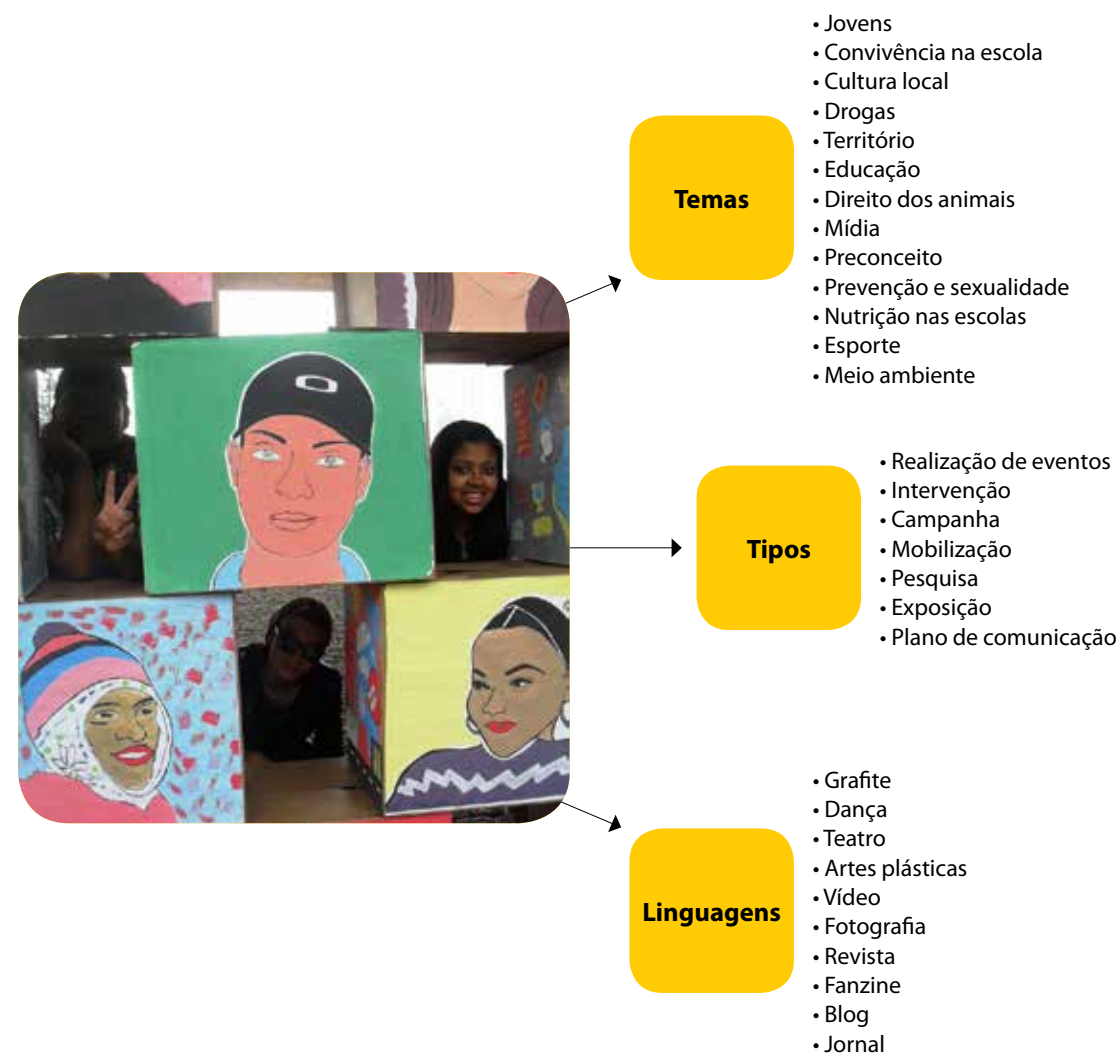 Temas
• Jovens
• Convivência na escola
• Cultura local
• Drogas
• Território
• Educação
• Direito dos animais
• Mídia
• Preconceito
• Prevenção e sexualidade
• Nutrição nas escolas
• Esporte
• Meio ambiente
Tipos
• Realização de eventos
• Intervenção
• Campanha
• Mobilização
• Pesquisa
• Exposição
• Plano de comunicação
Linguagens
• Grafite
• Dança
• Teatro
• Artes plásticas
• Vídeo
• Fotografia
• Revista
• Fanzine
• Blog
• Jornal